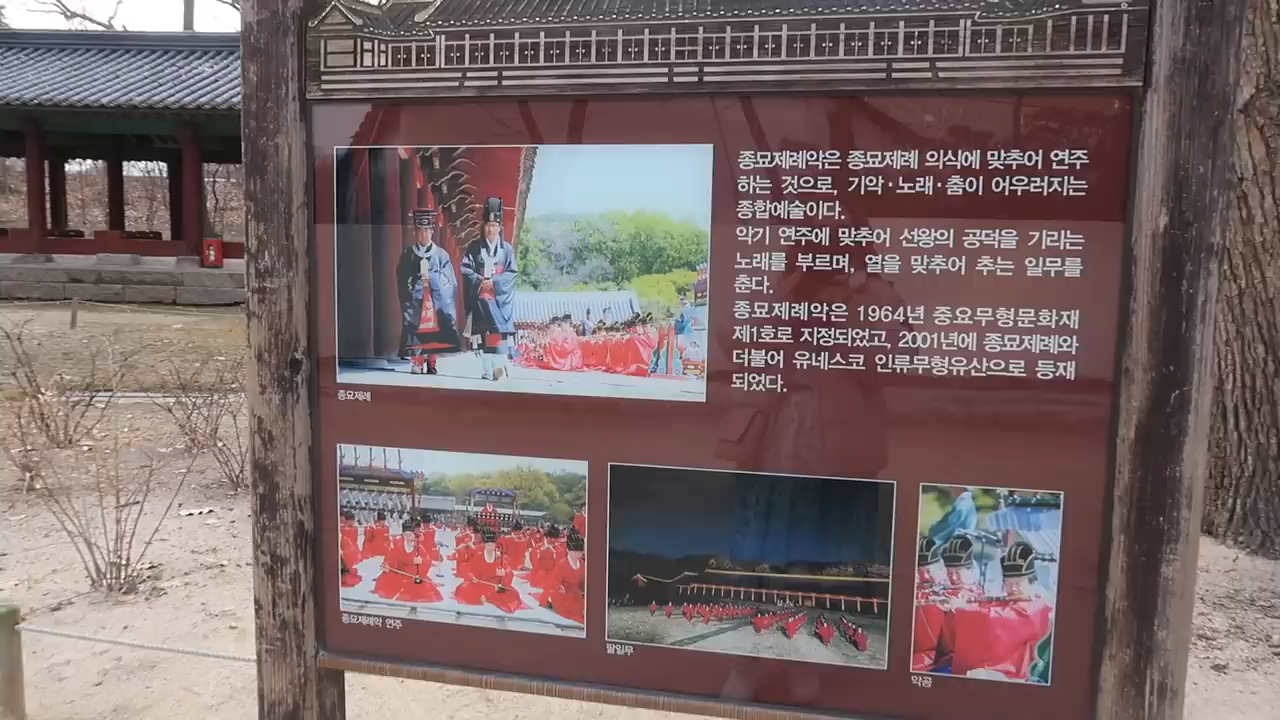 종묘제례악은 종묘제례 의식에 맞추어 연주
하는 것으로, 기악·노래·춤이 어우러지는
종합예술이다.
악기 연주에 맞추어 선왕의 공덕을 기리는
노래를 부르며, 열을 맞추어 추는 일무를
춘다.
종묘제례악은 1964년 중요무형문화재
제1호로 지정되었고, 2001년에 종묘제례와
더불어 유네스코 인류무형유산으로 등재
되었다.
종묘제례
종묘제례악 연주
팔일무
악공